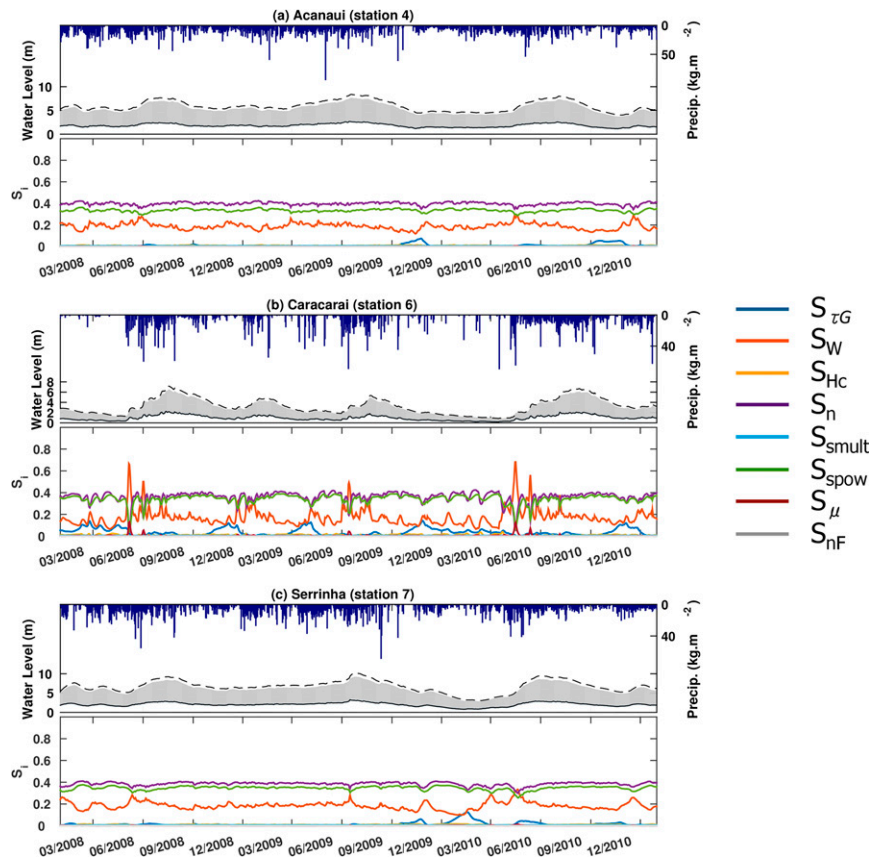 (a) Acanaui (station 4)
Water Level (m)
10
5
0
0
50
Precip. (kg.m -2)
S i
0.8
0.6
0.4
0.2
0
03/2008 06/2008 09/2008 12/2008 03/2009 06/2009 09/2009 12/2009 03/2010 06/2010 09/2010 12/2010
(b) Caracarai (station 6)
Water Level (m)
8
6
4
2
0
0
40
Precip. (kg.m -2)
S i
0.8
0.6
0.4
0.2
0
03/2008 06/2008 09/2008 12/2008 03/2009 06/2009 09/2009 12/2009 03/2010 06/2010 09/2010 12/2010
(c) Serrinha (station 7)
Water Level (m)
10
5
0
0
40
Precip. (kg.m -2)
S i
0.8
0.6
0.4
0.2
0
03/2008 06/2008 09/2008 12/2008 03/2009 06/2009 09/2009 12/2009 03/2010 06/2010 09/2010 12/2010
S τG
S W
S Hc
S n
S smult
S spow
S μ
S nF